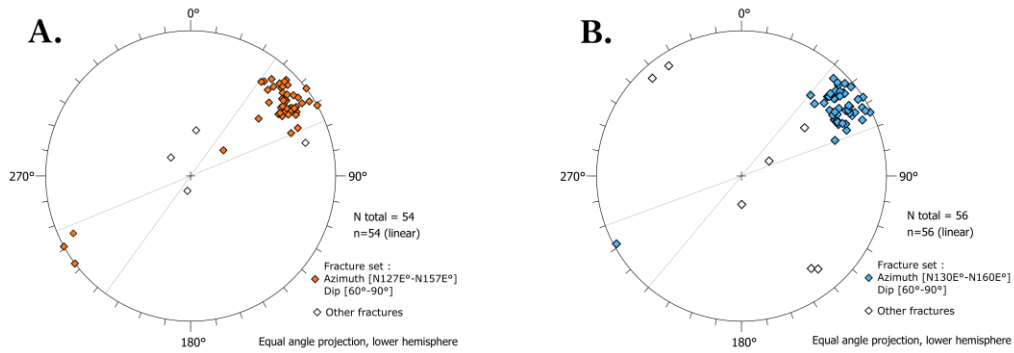 A.
0°
270°
90°
180°
N total = 54
n=54 (linear)
Fracture set :
Azimuth [N127E°-N157E°]
Dip [60°-90°]
Other fractures
Equal angle projection, lower hemisphere
B.
0°
270°
90°
180°
N total = 56
n=56 (linear)
Fracture set :
Azimuth [N130E°-N160E°]
Dip [60°-90°]
Other fractures
Equal angle projection, lower hemisphere